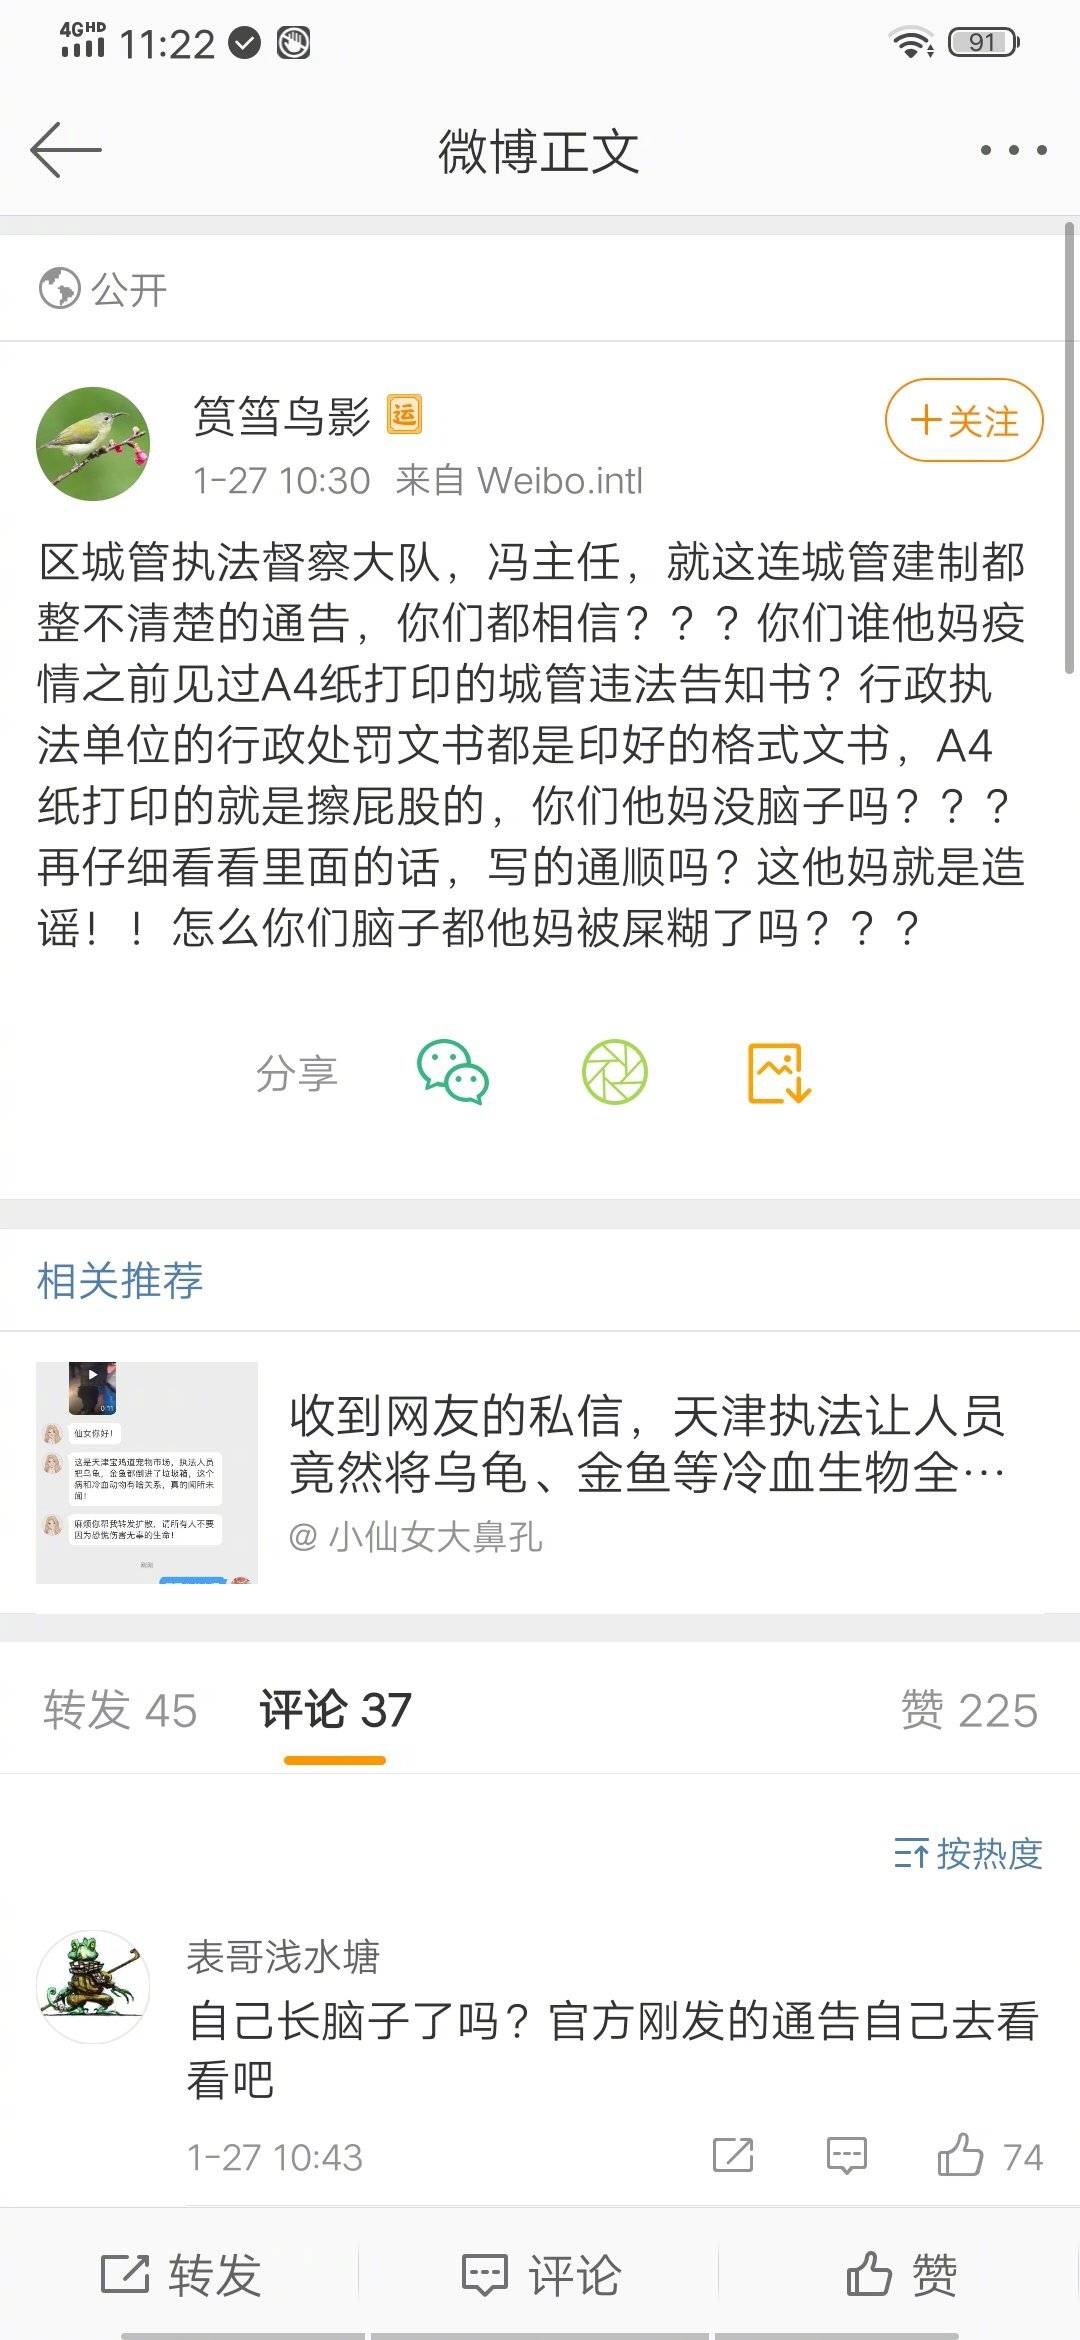 4G HD 11:22 91
微博正文
公开
筼筜鸟影 运
+关注
1-27 10:30 来自 Weibo.intl
区城管执法督察大队，冯主任，就这连城管建制都
整不清楚的通告，你们都相信？？？你们谁他妈疫
情之前见过A4纸打印的城管违法告知书？行政执
法单位的行政处罚文书都是印好的格式文书，A4
纸打印的就是擦屁股的，你们他妈没脑子吗？？？
再仔细看看里面的话，写的通顺吗？这他妈就是造
谣！！怎么你们脑子都他妈被屎糊了吗？？？
分享
相关推荐
0:11
仙女你好！
这是天津宝鸡道宠物市场，执法人员
把乌龟，金鱼都倒进了垃圾箱，这个
病和冷血动物有啥关系，真的闻所未
闻！
麻烦你帮我转发扩散，请所有人不要
因为恐慌伤害无辜的生命！
收到网友的私信，天津执法让人员
竟然将乌龟、金鱼等冷血生物全…
@ 小仙女大鼻孔
转发 45 评论 37 赞 225
按热度
表哥浅水塘
自己长脑子了吗？官方刚发的通告自己去看
看吧
1-27 10:43 74
转发 评论 赞